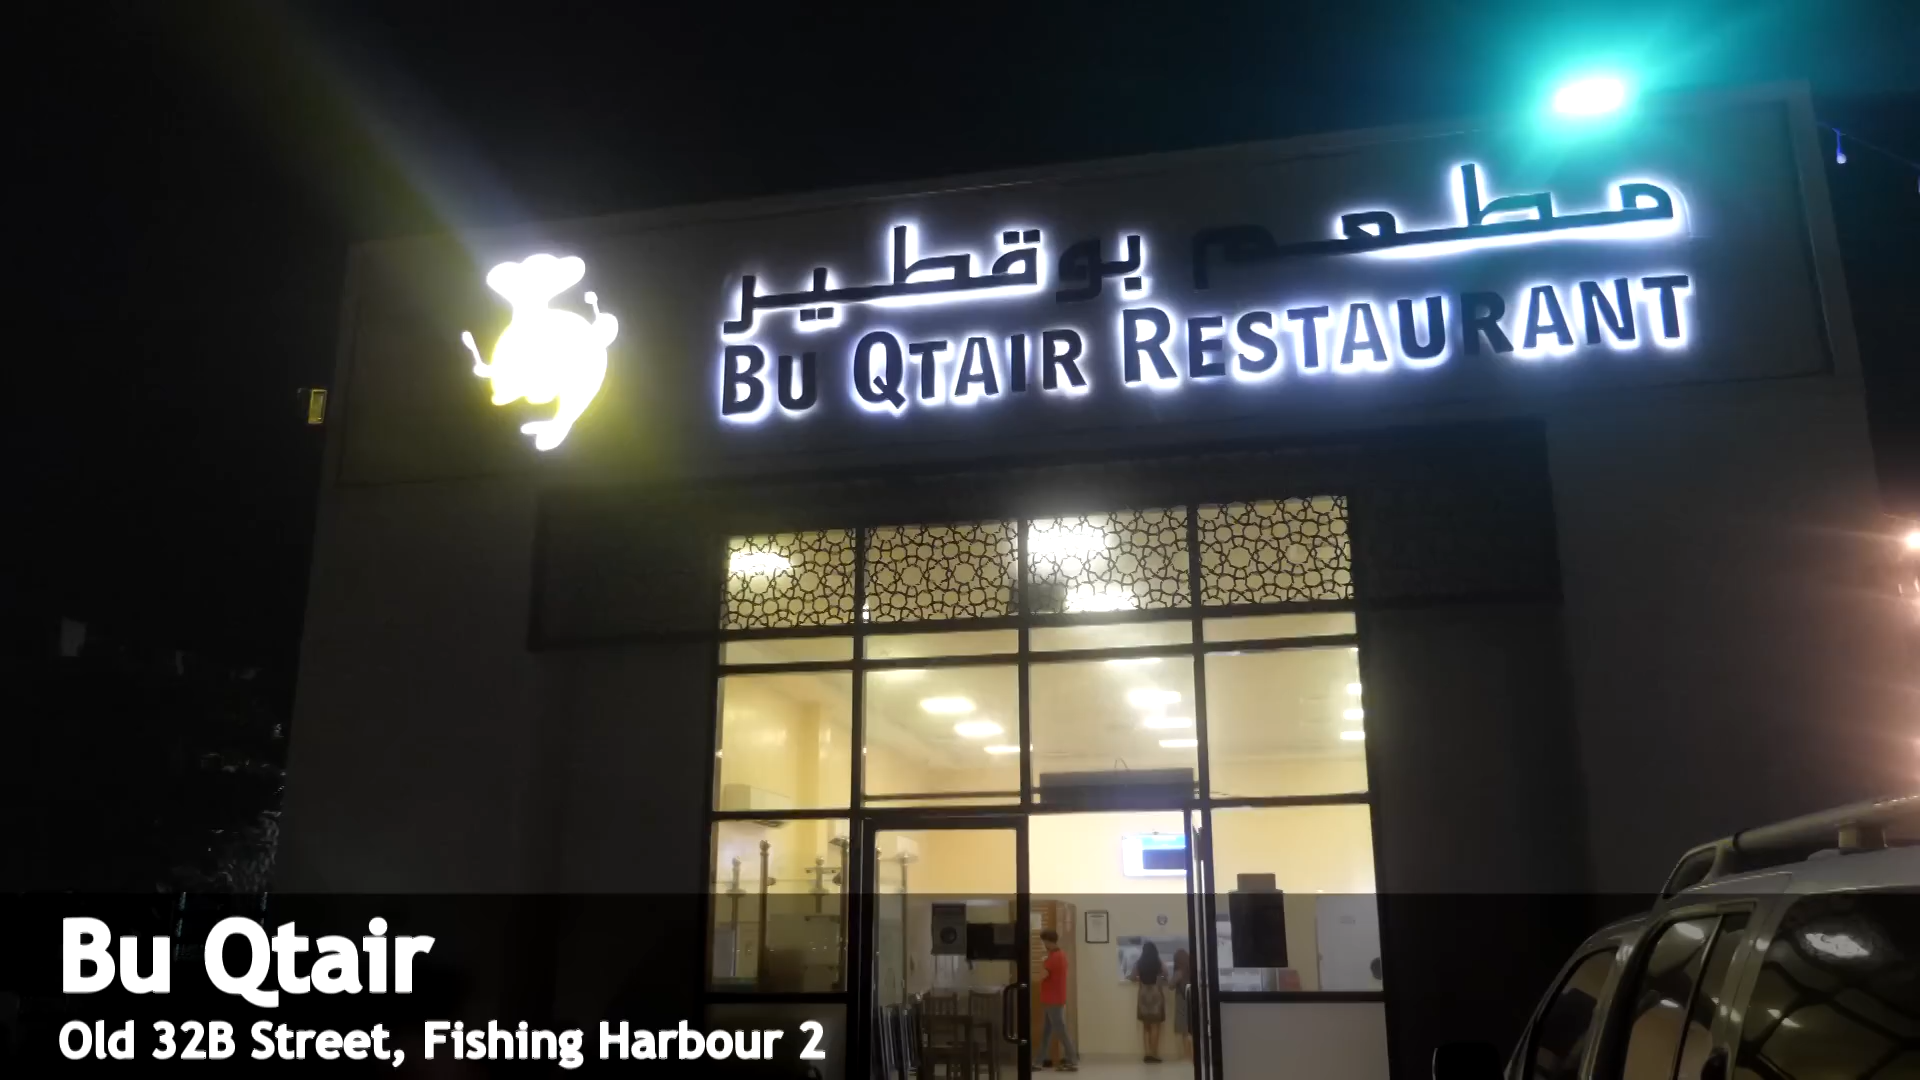 مطعم بوقطير
BU QTAIR RESTAURANT
Bu Qtair
Old 32B Street, Fishing Harbour 2